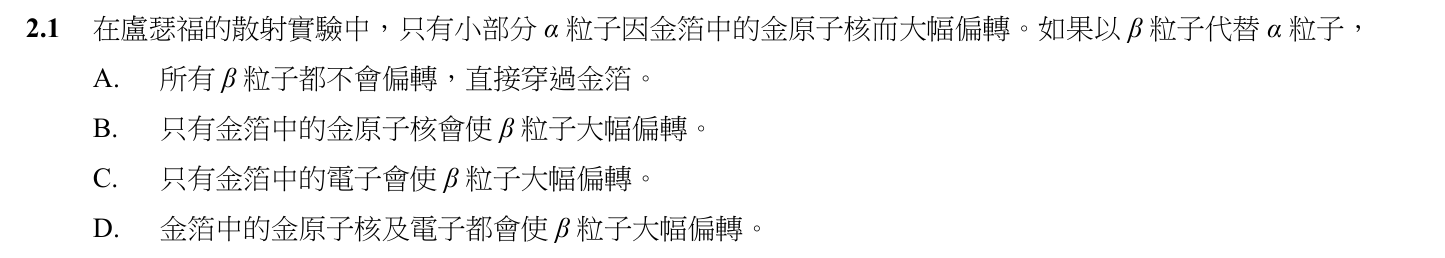 2.1 在盧瑟福的散射實驗中，只有小部分 α 粒子因金箔中的金原子核而大幅偏轉。如果以 β 粒子代替 α 粒子，
A. 所有 β 粒子都不會偏轉，直接穿過金箔。
B. 只有金箔中的金原子核會使 β 粒子大幅偏轉。
C. 只有金箔中的電子會使 β 粒子大幅偏轉。
D. 金箔中的金原子核及電子都會使 β 粒子大幅偏轉。